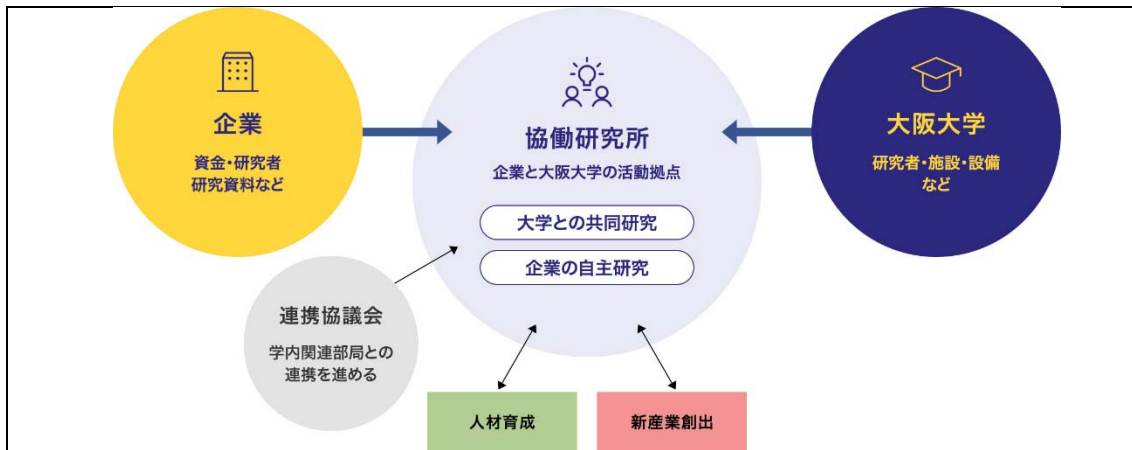 企業
資金・研究者
研究資料など
協働研究所
企業と大阪大学の活動拠点
大学との共同研究
企業の自主研究
大阪大学
研究者・施設・設備
など
連携協議会
学内関連部局との
連携を進める
人材育成
新産業創出